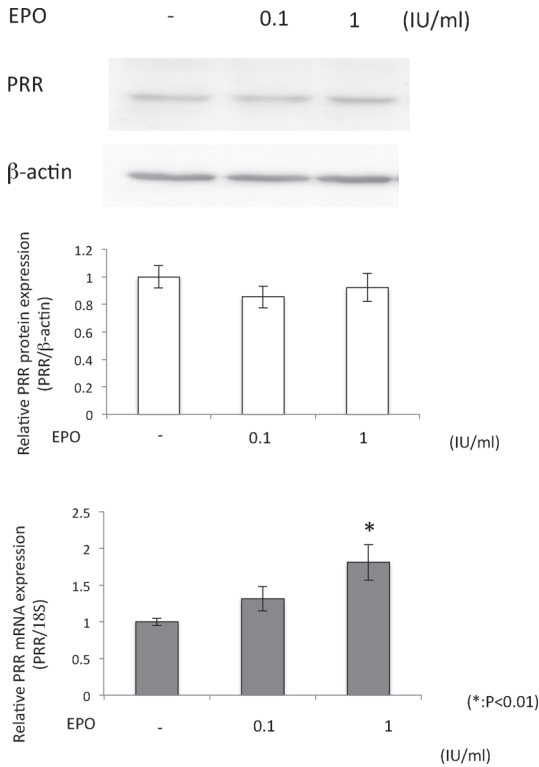 EPO - 0.1 1 (IU/ml)
PRR
β-actin
Relative PRR protein expression
(PRR/β-actin)
1.2
1
0.8
0.6
0.4
0.2
0
EPO - 0.1 1 (IU/ml)
Relative PRR mRNA expression
(PRR/18S)
2.5
2
1.5
1
0.5
0
*
(*:P<0.01)
EPO - 0.1 1
(IU/ml)